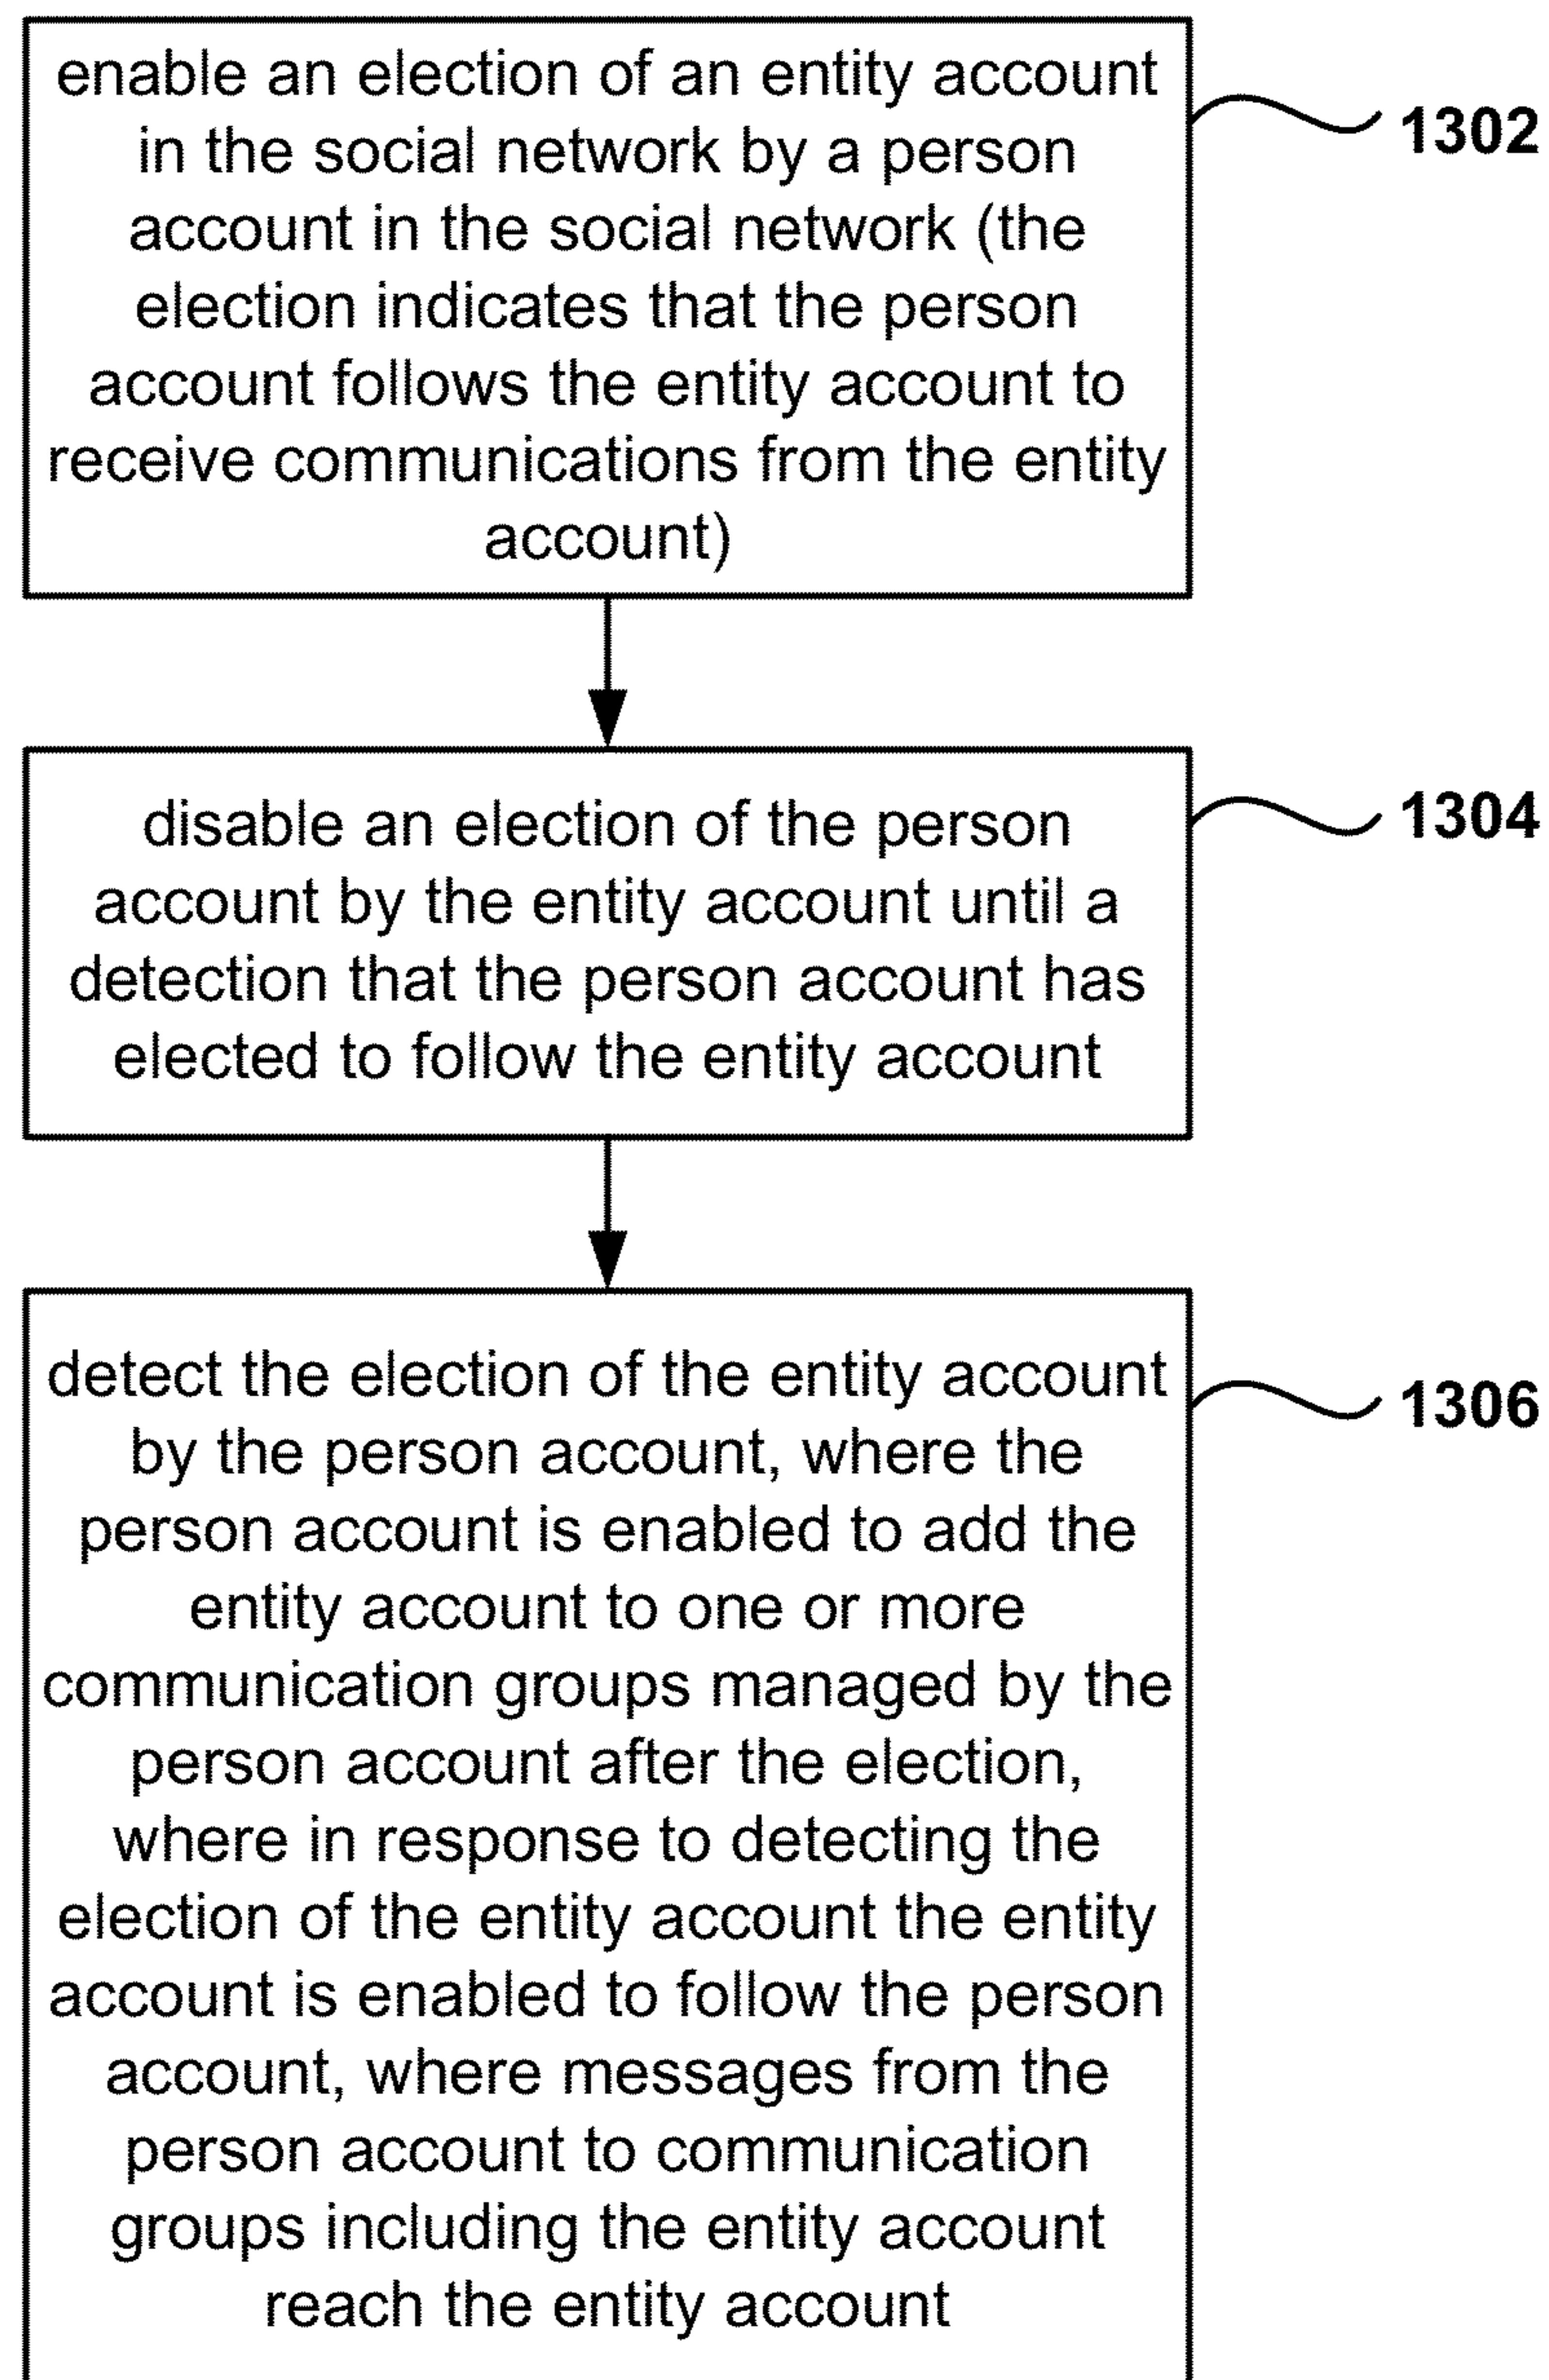 enable an election of an entity account
in the social network by a person
account in the social network (the
election indicates that the person
account follows the entity account to
receive communications from the entity
account)
1302
disable an election of the person
account by the entity account until a
detection that the person account has
elected to follow the entity account
1304
detect the election of the entity account
by the person account, where the
person account is enabled to add the
entity account to one or more
communication groups managed by the
person account after the election,
where in response to detecting the
election of the entity account the entity
account is enabled to follow the person
account, where messages from the
person account to communication
groups including the entity account
reach the entity account
1306